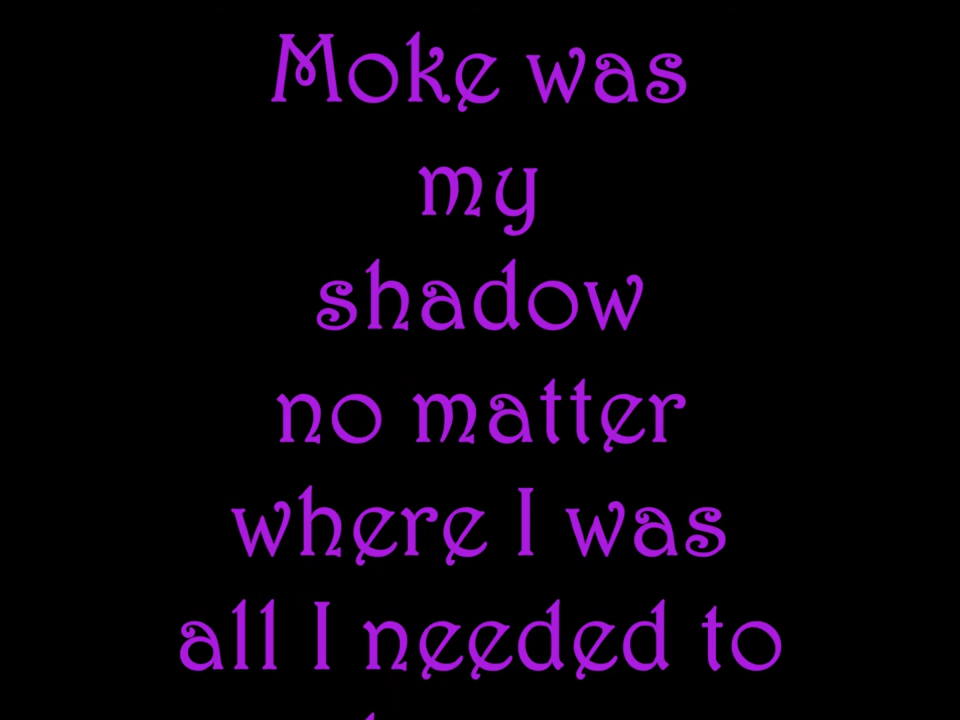 Moke was
my
shadow
no matter
where I was
all I needed to